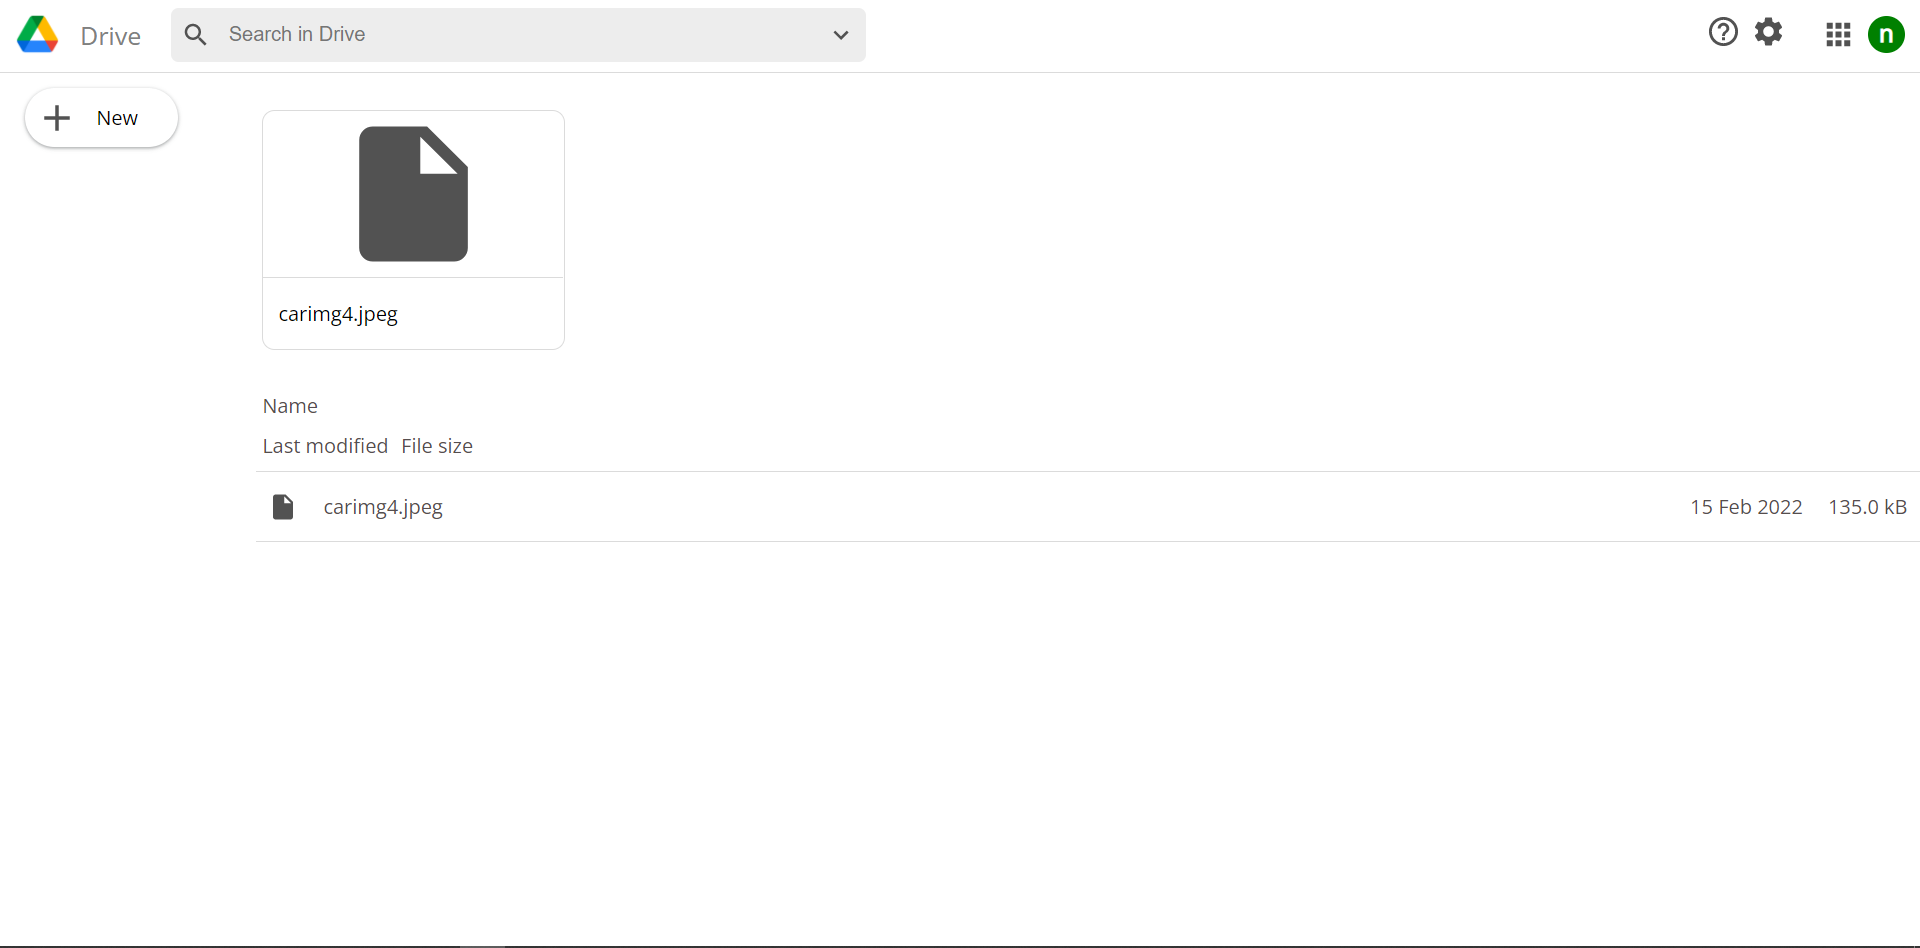 Drive
Search in Drive
n
New
carimg4.jpeg
Name
Last modified File size
carimg4.jpeg 15 Feb 2022 135.0 kB